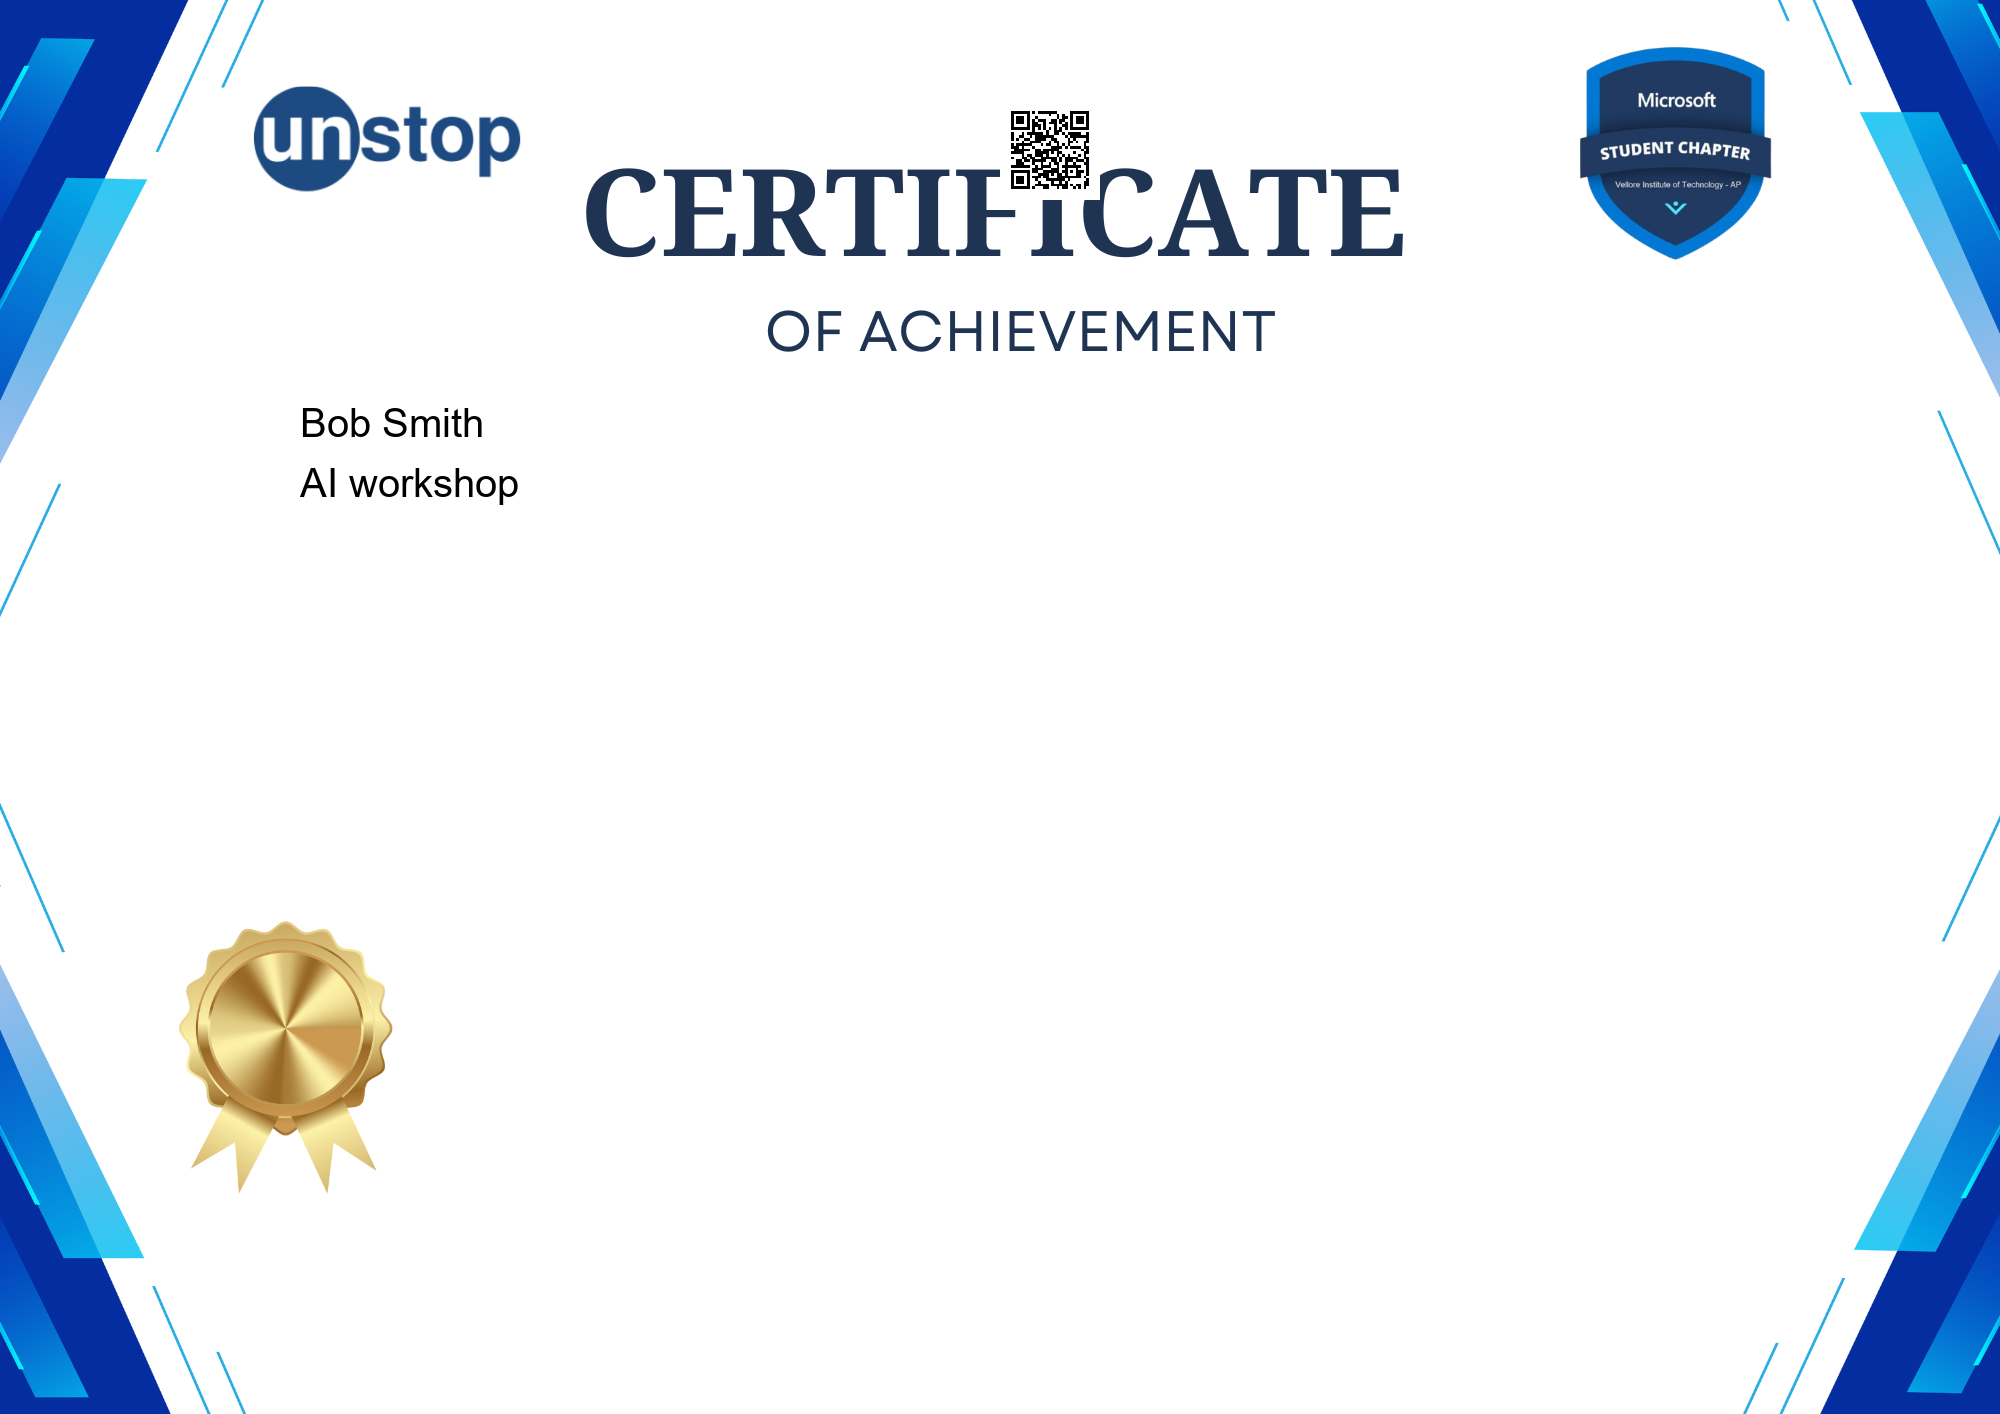 unstop
Microsoft
STUDENT CHAPTER
Vellore Institute of Technology - AP
CERTIFICATE
OF ACHIEVEMENT
Bob Smith
AI workshop